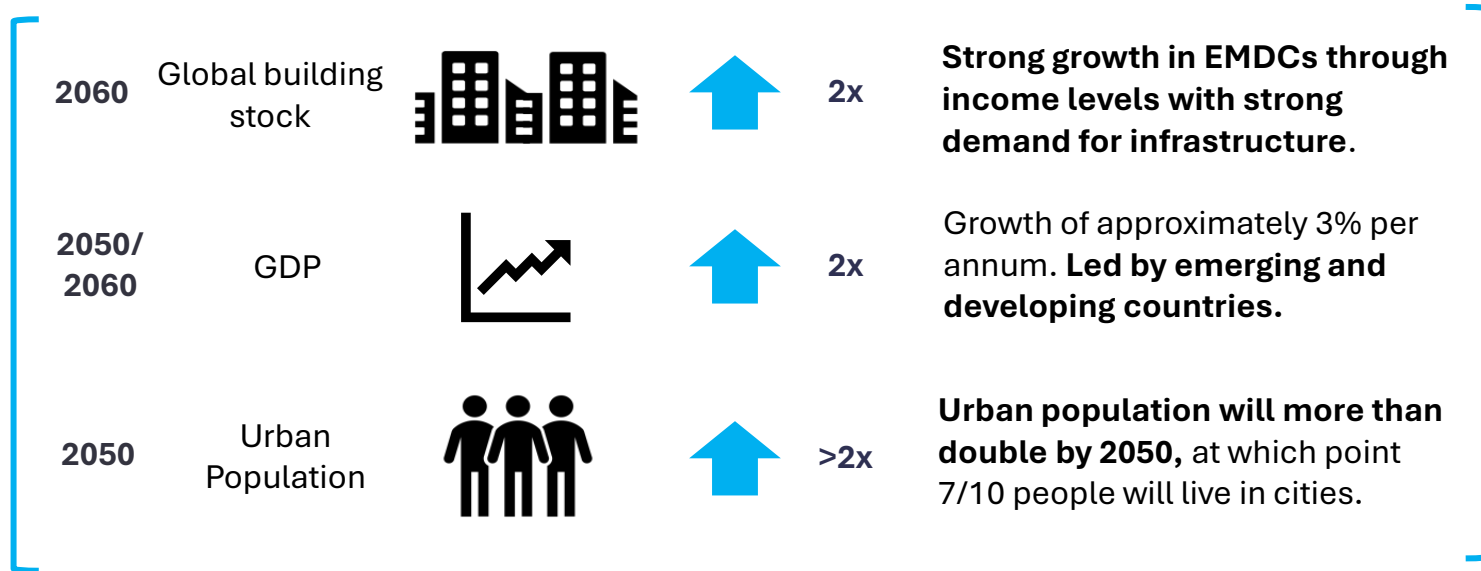 2060
Global building
stock
2x
Strong growth in EMDCs through
income levels with strong
demand for infrastructure.
2050/
2060
GDP
2x
Growth of approximately 3% per
annum. Led by emerging and
developing countries.
2050
Urban
Population
>2x
Urban population will more than
double by 2050, at which point
7/10 people will live in cities.